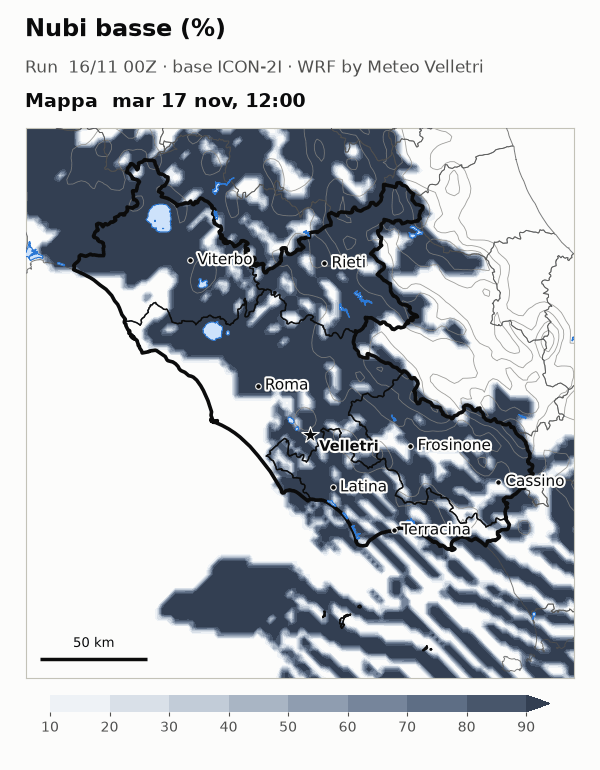 Nubi basse (%)
Run  16/11 00Z · base ICON-2I · WRF by Meteo Velletri
Mappa  mar 17 nov, 12:00
Viterbo
Rieti
Roma
Velletri
Frosinone
Cassino
Latina
Terracina
50 km
10 20 30 40 50 60 70 80 90